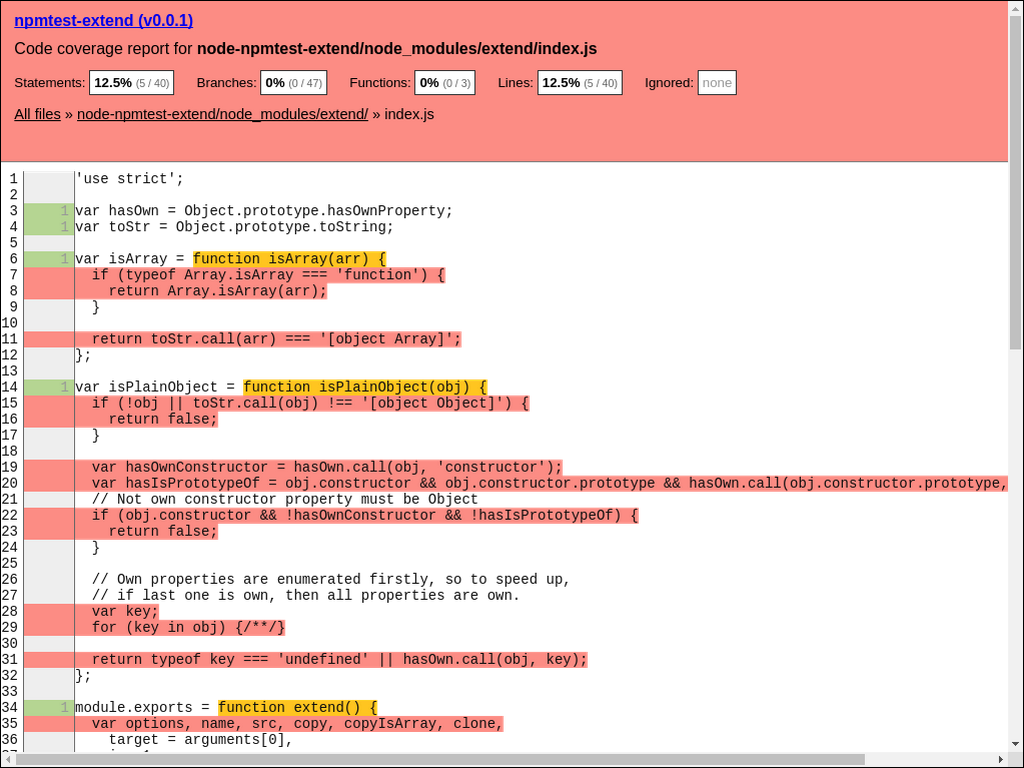 npmtest-extend (v0.0.1)
Code coverage report for node-npmtest-extend/node_modules/extend/index.js
Statements: 12.5% (5 / 40) Branches: 0% (0 / 47) Functions: 0% (0 / 3) Lines: 12.5% (5 / 40) Ignored: none
All files » node-npmtest-extend/node_modules/extend/ » index.js
1 'use strict';
2
3 1 var hasOwn = Object.prototype.hasOwnProperty;
4 1 var toStr = Object.prototype.toString;
5
6 1 var isArray = function isArray(arr) {
7 if (typeof Array.isArray === 'function') {
8 return Array.isArray(arr);
9 }
10
11 return toStr.call(arr) === '[object Array]';
12 };
13
14 1 var isPlainObject = function isPlainObject(obj) {
15 if (!obj || toStr.call(obj) !== '[object Object]') {
16 return false;
17 }
18
19 var hasOwnConstructor = hasOwn.call(obj, 'constructor');
20 var hasIsPrototypeOf = obj.constructor && obj.constructor.prototype && hasOwn.call(obj.constructor.prototype,
21 // Not own constructor property must be Object
22 if (obj.constructor && !hasOwnConstructor && !hasIsPrototypeOf) {
23 return false;
24 }
25
26 // Own properties are enumerated firstly, so to speed up,
27 // if last one is own, then all properties are own.
28 var key;
29 for (key in obj) {/**/}
30
31 return typeof key === 'undefined' || hasOwn.call(obj, key);
32 };
33
34 1 module.exports = function extend() {
35 var options, name, src, copy, copyIsArray, clone,
36 target = arguments[0],